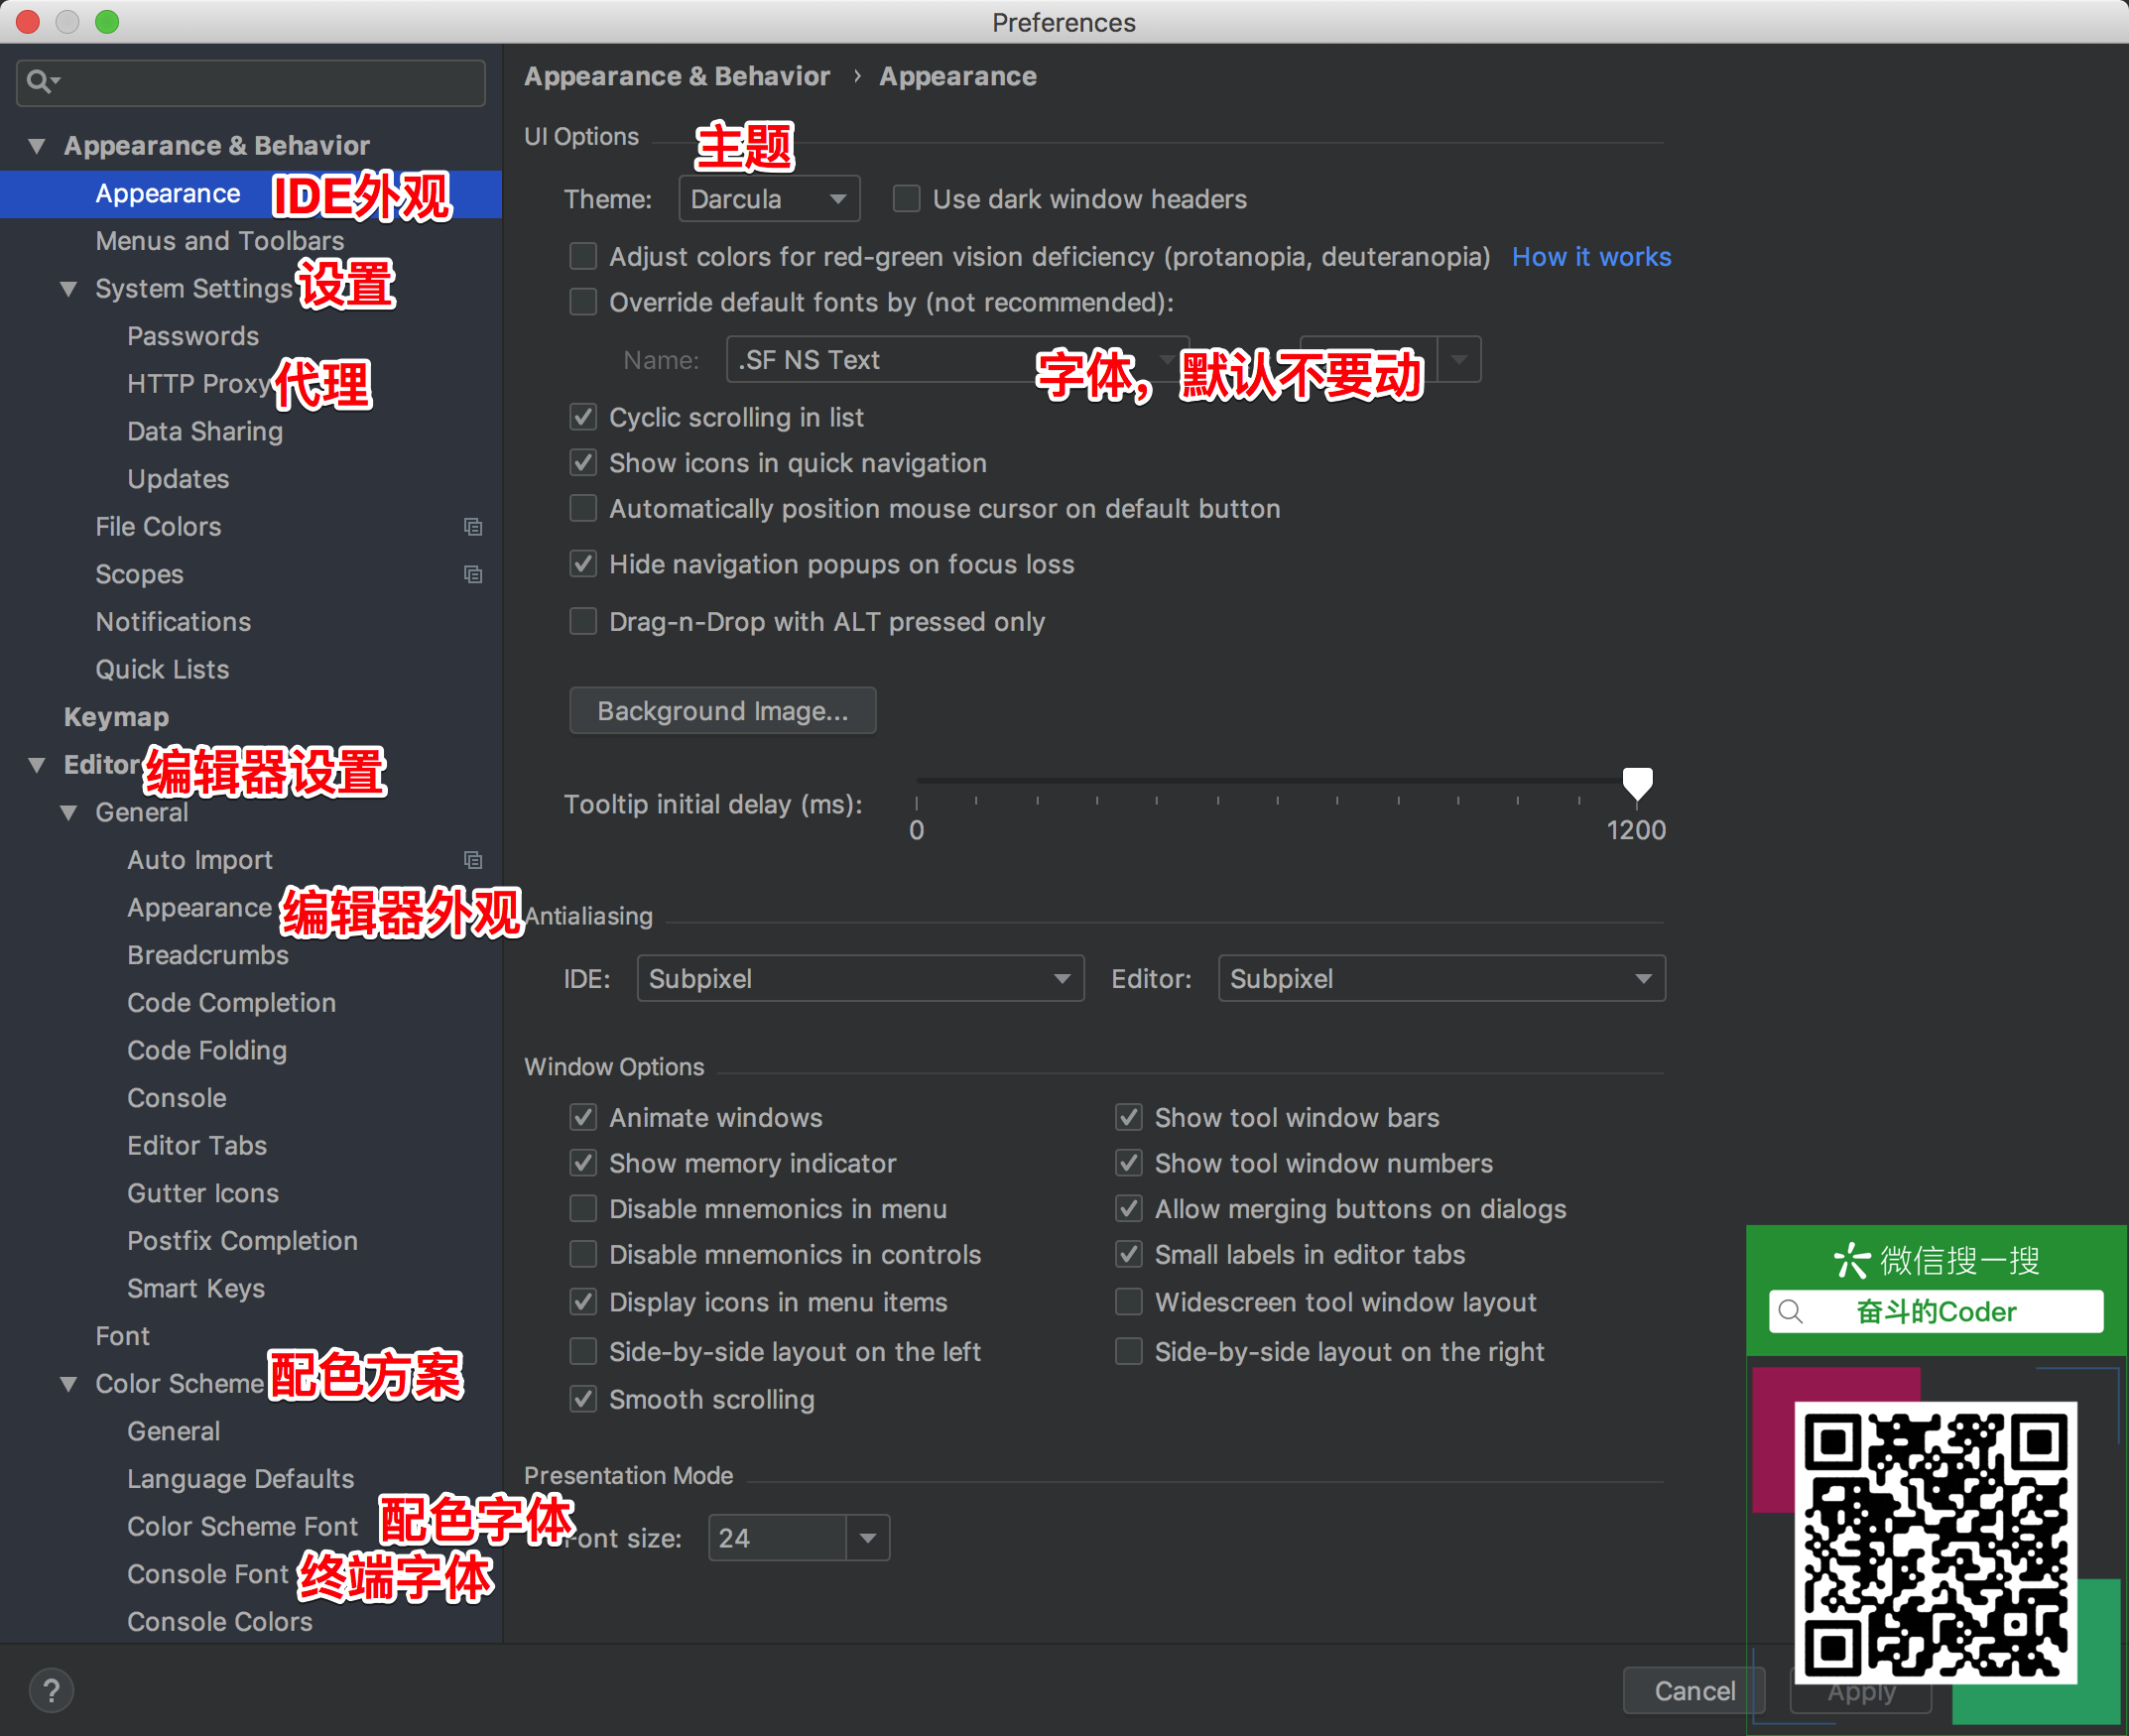 Preferences
Appearance & Behavior
Appearance IDE外观
Menus and Toolbars
System Settings 设置
Passwords
HTTP Proxy 代理
Data Sharing
Updates
File Colors
Scopes
Notifications
Quick Lists
Keymap
Editor 编辑器设置
General
Auto Import
Appearance 编辑器外观
Breadcrumbs
Code Completion
Code Folding
Console
Editor Tabs
Gutter Icons
Postfix Completion
Smart Keys
Font
Color Scheme 配色方案
General
Language Defaults
Color Scheme Font 配色字体
Console Font 终端字体
Console Colors
?
Appearance & Behavior › Appearance
UI Options
主题
Theme: Darcula Use dark window headers
Adjust colors for red-green vision deficiency (protanopia, deuteranopia) How it works
Override default fonts by (not recommended):
Name: .SF NS Text 字体，默认不要动
Cyclic scrolling in list
Show icons in quick navigation
Automatically position mouse cursor on default button
Hide navigation popups on focus loss
Drag-n-Drop with ALT pressed only
Background Image...
Tooltip initial delay (ms):
0 1200
Antialiasing
IDE: Subpixel Editor: Subpixel
Window Options
Animate windows Show tool window bars
Show memory indicator Show tool window numbers
Disable mnemonics in menu Allow merging buttons on dialogs
Disable mnemonics in controls Small labels in editor tabs
Display icons in menu items Widescreen tool window layout
Side-by-side layout on the left Side-by-side layout on the right
Smooth scrolling
Presentation Mode
Font size: 24
微信搜一搜
奋斗的Coder
Cancel Apply